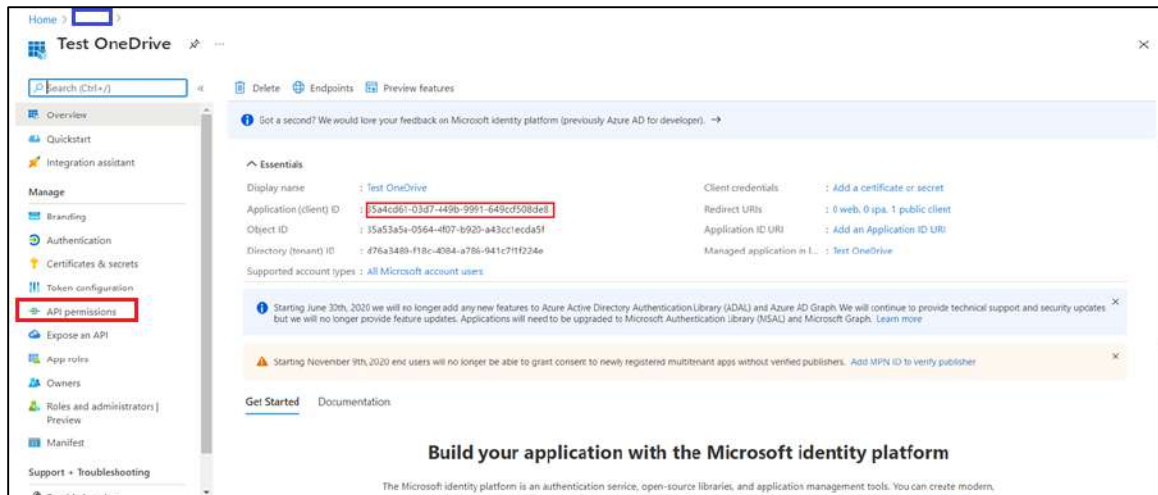 Home >
Test OneDrive
Search (Ctrl+/)
Delete Endpoints Preview features
Overview
Quickstart
Integration assistant
Manage
Branding
Authentication
Certificates & secrets
Token configuration
API permissions
Expose an API
App roles
Owners
Roles and administrators |
Preview
Manifest
Support + Troubleshooting
Got a second? We would love your feedback on Microsoft identity platform (previously Azure AD for developer). →
Essentials
Display name : Test OneDrive
Application (client) ID : 35a4cd61-03d7-449b-9991-649cd508de8
Object ID : 35a53a5a-0564-4f07-b920-a43cc1ecda5f
Directory (tenant) ID : d76a3489-f18c-4084-a786-941c7f1f224e
Supported account types : All Microsoft account users
Client credentials : Add a certificate or secret
Redirect URIs : 0 web, 0 spa, 1 public client
Application ID URI : Add an Application ID URI
Managed application in l... : Test OneDrive
Starting June 30th, 2020 we will no longer add any new features to Azure Active Directory Authentication Library (ADAL) and Azure AD Graph. We will continue to provide technical support and security updates
but we will no longer provide feature updates. Applications will need to be upgraded to Microsoft Authentication Library (MSAL) and Microsoft Graph. Learn more
Starting November 9th, 2020 end users will no longer be able to grant consent to newly registered multitenant apps without verified publishers. Add MPN ID to verify publisher
Get Started Documentation
Build your application with the Microsoft identity platform
The Microsoft identity platform is an authentication service, open-source libraries, and application management tools. You can create modern,